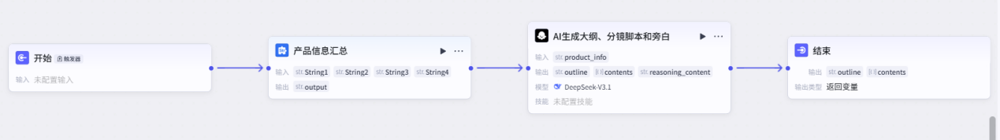 开始 触发器
输入 未配置输入
产品信息汇总
输入 str. String1 str. String2 str. String3 str. String4
输出 str. output
AI生成大纲、分镜脚本和旁白
输入 str. product_info
输出 str. outline [{}] contents str. reasoning_content
模型 DeepSeek-V3.1
技能 未配置技能
结束
输出 str. outline [{}] contents
输出类型 返回变量